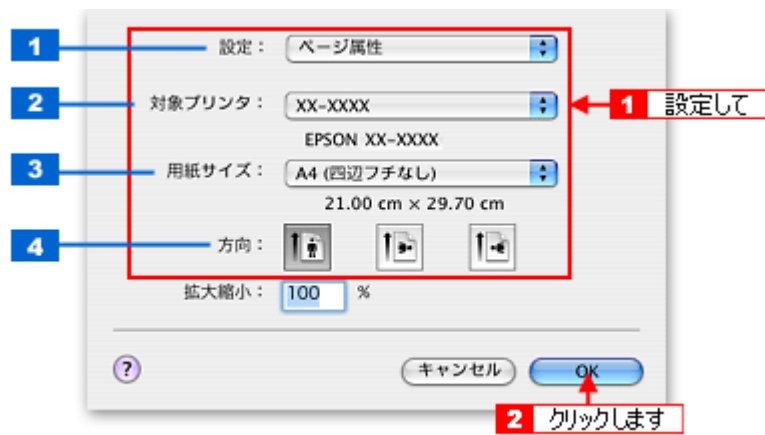 1 設定： ページ属性
2 対象プリンタ： XX-XXXX 1 設定して
EPSON XX-XXXX
3 用紙サイズ： A4 (四辺フチなし)
21.00 cm × 29.70 cm
4 方向：
拡大縮小： 100 %
? キャンセル OK
2 クリックします